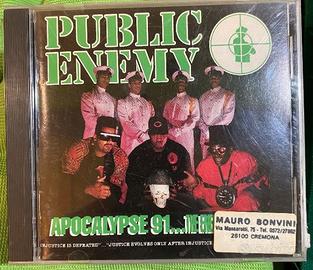 PUBLIC
ENEMY
APOCALYPSE 91...THE
INJUSTICE IS DEFEATED"..."JUSTICE EVOLVES ONLY AFTER INJUSTICE
MAURO BONVINI
Via Massarotti, 75 - Tel. 0372/27862
26100 CREMONA